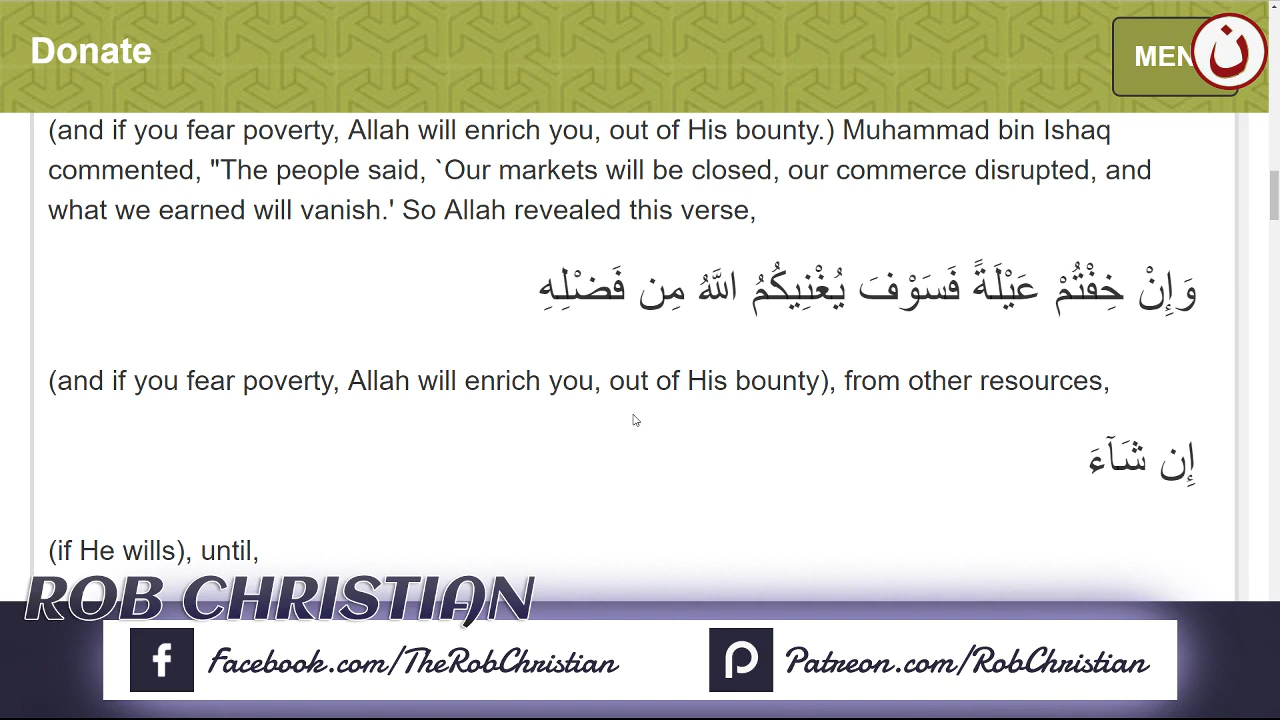 Donate
MEN
ن
(and if you fear poverty, Allah will enrich you, out of His bounty.) Muhammad bin Ishaq
commented, "The people said, `Our markets will be closed, our commerce disrupted, and
what we earned will vanish.' So Allah revealed this verse,
وَإِنْ خِفْتُمْ عَيْلَةً فَسَوْفَ يُغْنِيكُمُ اللَّهُ مِن فَضْلِهِ
(and if you fear poverty, Allah will enrich you, out of His bounty), from other resources,
إِن شَآءَ
(if He wills), until,
ROB CHRISTIAN
f Facebook.com/TheRobChristian
Patreon.com/RobChristian